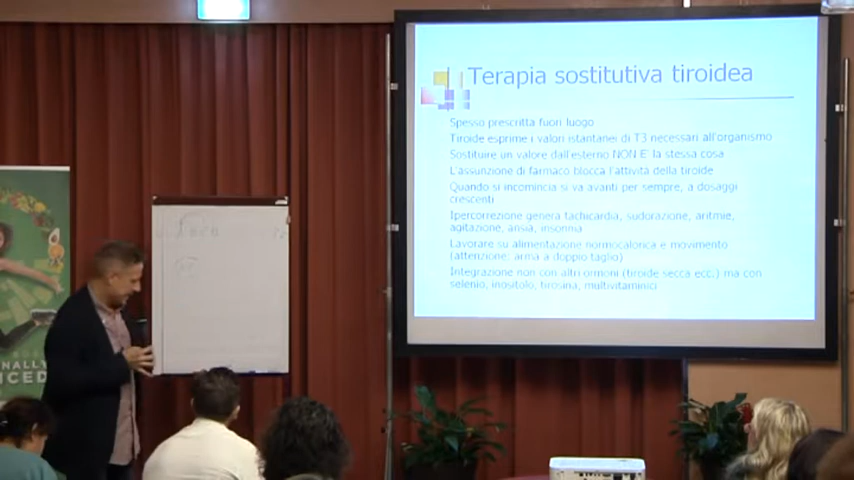 Terapia sostitutiva tiroidea
Spesso prescritta fuori luogo
Tiroide esprime i valori istantanei di T3 necessari all'organismo
Sostituire un valore dall'esterno NON E' la stessa cosa
L'assunzione di farmaco blocca l'attività della tiroide
Quando si incomincia si va avanti per sempre, a dosaggi
crescenti
Ipercorrezione genera tachicardia, sudorazione, aritmie,
agitazione, ansia, insonnia
Lavorare su alimentazione normocalorica e movimento
(attenzione: arma a doppio taglio)
Integrazione non con altri ormoni (tiroide secca ecc.) ma con
selenio, inositolo, tirosina, multivitaminici